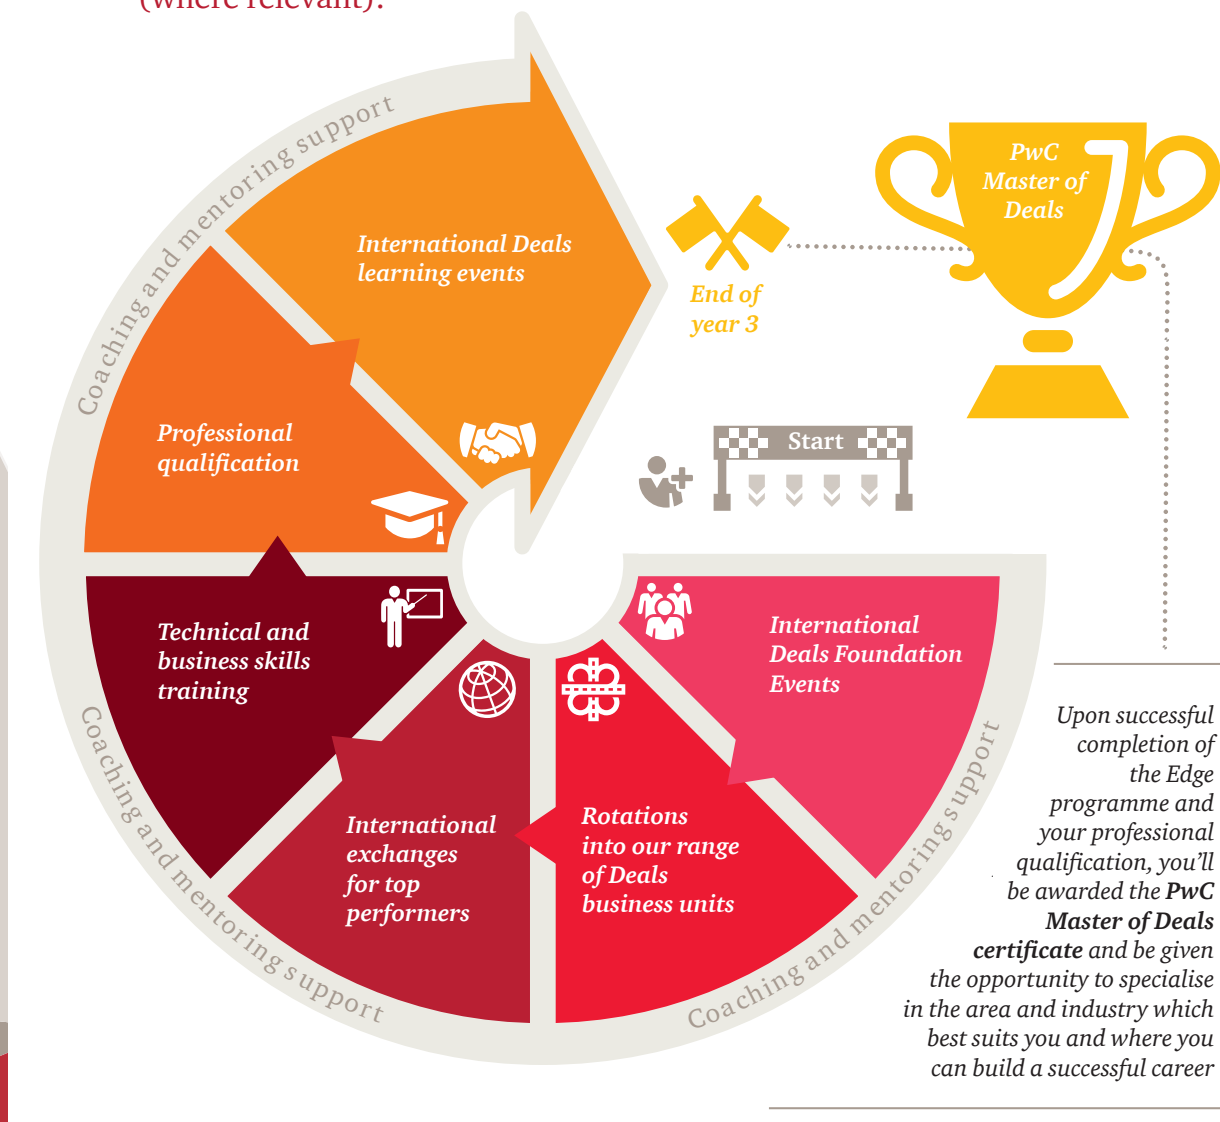 (where relevant).
Coaching and mentoring support
International Deals
learning events
PwC
Master of
Deals
End of
year 3
Start
Professional
qualification
Technical and
business skills
training
International
Deals Foundation
Events
International
exchanges
for top
performers
Rotations
into our range
of Deals
business units
Coaching and mentoring support
Coaching and mentoring support
Upon successful
completion of
the Edge
programme and
your professional
qualification, you’ll
be awarded the PwC
Master of Deals
certificate and be given
the opportunity to specialise
in the area and industry which
best suits you and where you
can build a successful career